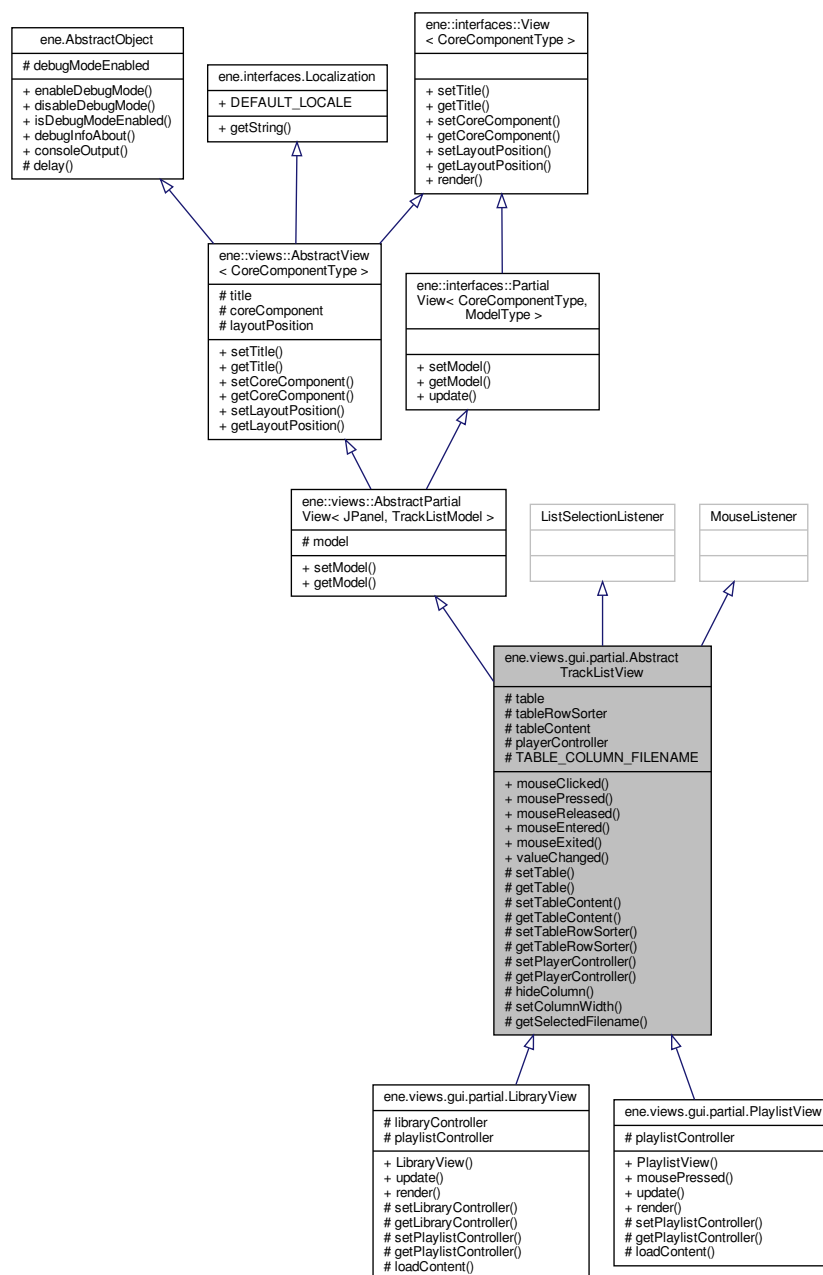 ene.AbstractObject
# debugModeEnabled
+ enableDebugMode()
+ disableDebugMode()
+ isDebugModeEnabled()
+ debugInfoAbout()
+ consoleOutput()
# delay()
ene.interfaces.Localization
+ DEFAULT_LOCALE
+ getString()
ene::interfaces::View
< CoreComponentType >
+ setTitle()
+ getTitle()
+ setCoreComponent()
+ getCoreComponent()
+ setLayoutPosition()
+ getLayoutPosition()
+ render()
ene::views::AbstractView
< CoreComponentType >
# title
# coreComponent
# layoutPosition
+ setTitle()
+ getTitle()
+ setCoreComponent()
+ getCoreComponent()
+ setLayoutPosition()
+ getLayoutPosition()
ene::interfaces::Partial
View< CoreComponentType,
ModelType >
+ setModel()
+ getModel()
+ update()
ene::views::AbstractPartial
View< JPanel, TrackListModel >
# model
+ setModel()
+ getModel()
ListSelectionListener
MouseListener
ene.views.gui.partial.Abstract
TrackListView
# table
# tableRowSorter
# tableContent
# playerController
# TABLE_COLUMN_FILENAME
+ mouseClicked()
+ mousePressed()
+ mouseReleased()
+ mouseEntered()
+ mouseExited()
+ valueChanged()
# setTable()
# getTable()
# setTableContent()
# getTableContent()
# setTableRowSorter()
# getTableRowSorter()
# setPlayerController()
# getPlayerController()
# hideColumn()
# setColumnWidth()
# getSelectedFilename()
ene.views.gui.partial.LibraryView
# libraryController
# playlistController
+ LibraryView()
+ update()
+ render()
# setLibraryController()
# getLibraryController()
# setPlaylistController()
# getPlaylistController()
# loadContent()
ene.views.gui.partial.PlaylistView
# playlistController
+ PlaylistView()
+ mousePressed()
+ update()
+ render()
# setPlaylistController()
# getPlaylistController()
# loadContent()